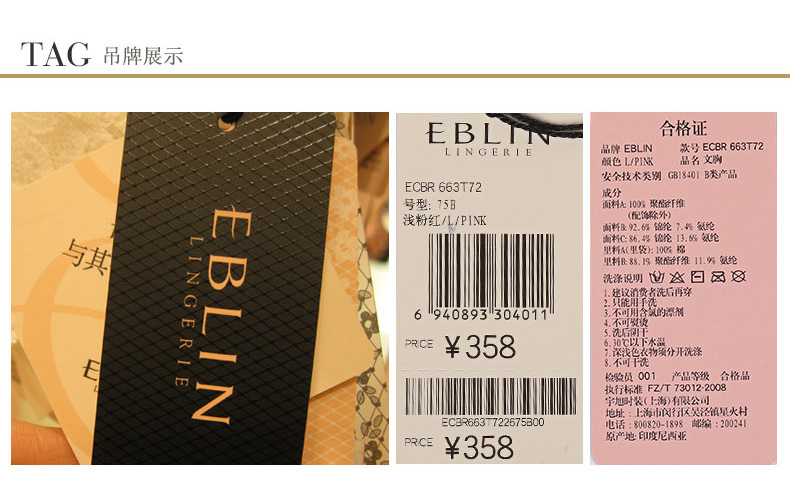 TAG 吊牌展示
与其
EBLIN
LINGERIE
EBLIN
LINGERIE
ECBR 663T72
号型: 75B
浅粉红/L/PINK
6 940893 304011
PRICE ¥358
ECBR663T722675B00
PRICE ¥358
合格证
品牌 EBLIN 款号 ECBR 663T72
颜色 L/PINK 品名 文胸
安全技术类别 GB18401 B类产品
成分
面料A: 100% 聚酯纤维
(配饰除外)
面料B: 92.6% 锦纶 7.4% 氨纶
面料C: 86.4% 锦纶 13.6% 氨纶
里料A(里袋): 100% 棉
里料B: 88.1% 聚酯纤维 11.9% 氨纶
洗涤说明
1. 建议消费者洗后再穿
2. 只能用手洗
3. 不可用含氯的漂剂
4. 不可熨烫
5. 洗后阴干
6. 30℃以下水温
7. 深浅色衣物须分开洗涤
8. 不可干洗
检验员 001 产品等级 合格品
执行标准 FZ/T 73012-2008
宇旭时装(上海)有限公司
地址: 上海市闵行区吴泾镇星火村
电话: 800820-1898 邮编: 200241
原产地: 印度尼西亚